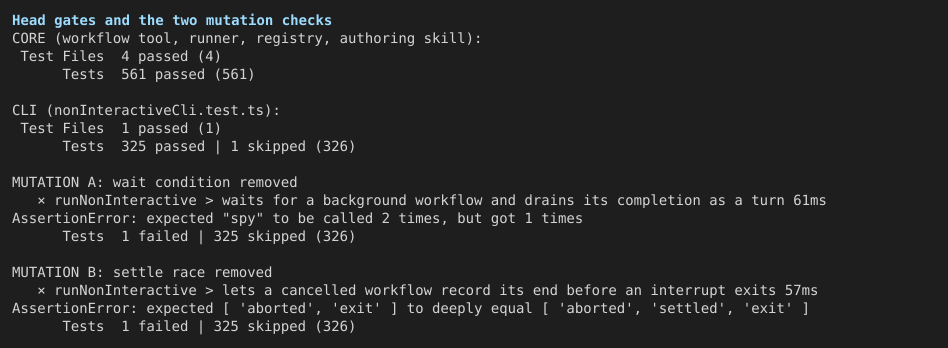 Head gates and the two mutation checks
CORE (workflow tool, runner, registry, authoring skill):
Test Files  4 passed (4)
Tests  561 passed (561)
CLI (nonInteractiveCli.test.ts):
Test Files  1 passed (1)
Tests  325 passed | 1 skipped (326)
MUTATION A: wait condition removed
× runNonInteractive > waits for a background workflow and drains its completion as a turn 61ms
AssertionError: expected "spy" to be called 2 times, but got 1 times
Tests  1 failed | 325 skipped (326)
MUTATION B: settle race removed
× runNonInteractive > lets a cancelled workflow record its end before an interrupt exits 57ms
AssertionError: expected [ 'aborted', 'exit' ] to deeply equal [ 'aborted', 'settled', 'exit' ]
Tests  1 failed | 325 skipped (326)